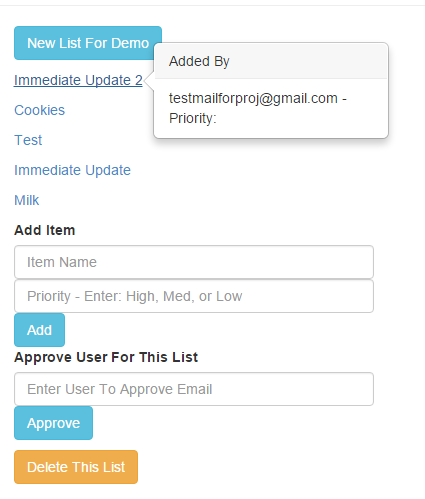 New List For Demo
Added By
Immediate Update 2
testmailforproj@gmail.com -
Priority:
Cookies
Test
Immediate Update
Milk
Add Item
Item Name
Priority - Enter: High, Med, or Low
Add
Approve User For This List
Enter User To Approve Email
Approve
Delete This List